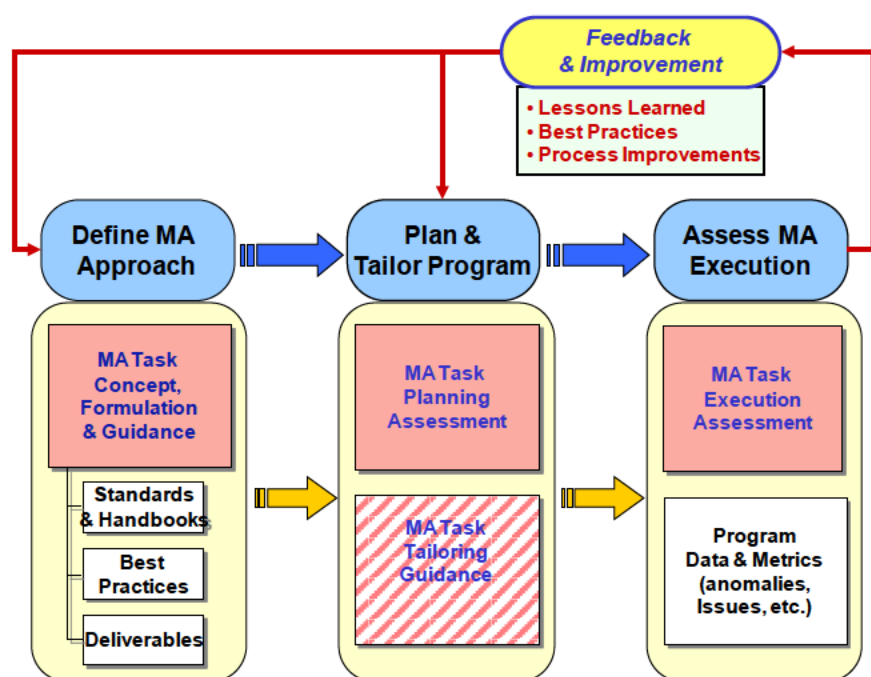 Feedback
& Improvement
• Lessons Learned
• Best Practices
• Process Improvements
Define MA
Approach
Plan &
Tailor Program
Assess MA
Execution
MA Task
Concept,
Formulation
& Guidance
Standards
& Handbooks
Best
Practices
Deliverables
MA Task
Planning
Assessment
MA Task
Tailoring
Guidance
MA Task
Execution
Assessment
Program
Data & Metrics
(anomalies,
Issues, etc.)